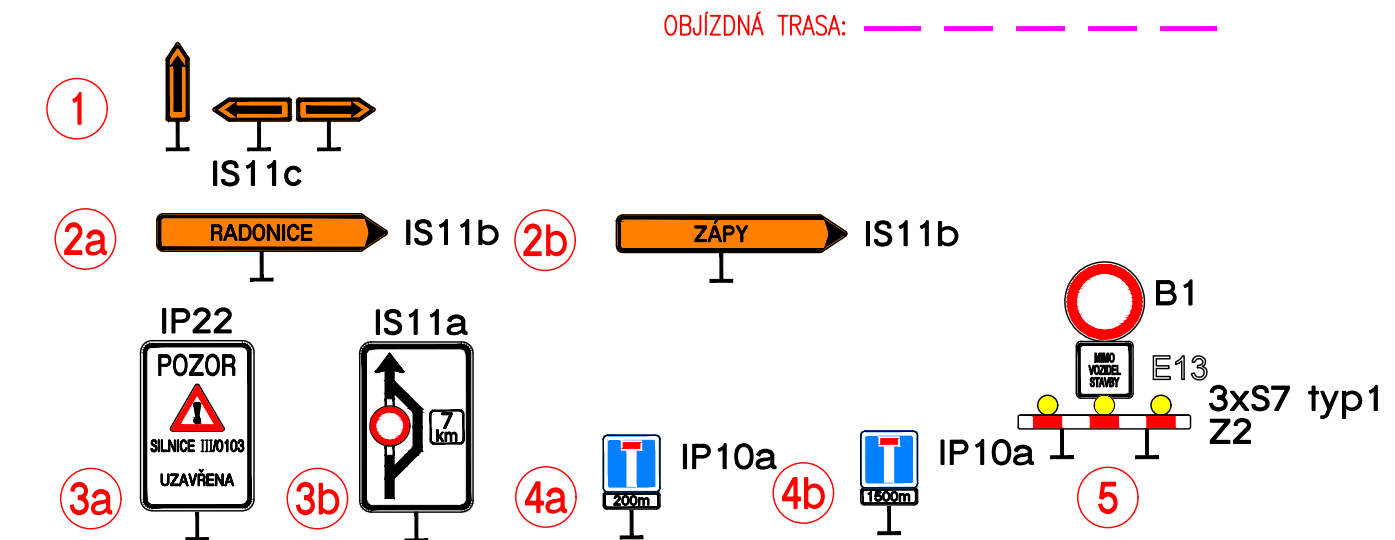 OBJÍZDNÁ TRASA:
1
IS11c
2a
RADONICE
IS11b
2b
ZÁPY
IS11b
IP22
POZOR
SILNICE III/0103
UZAVŘENA
3a
IS11a
7
km
3b
4a
200m
IP10a
4b
1500m
IP10a
B1
MIMO
VOZIDEL
STAVBY
E13
3xS7 typ1
Z2
5